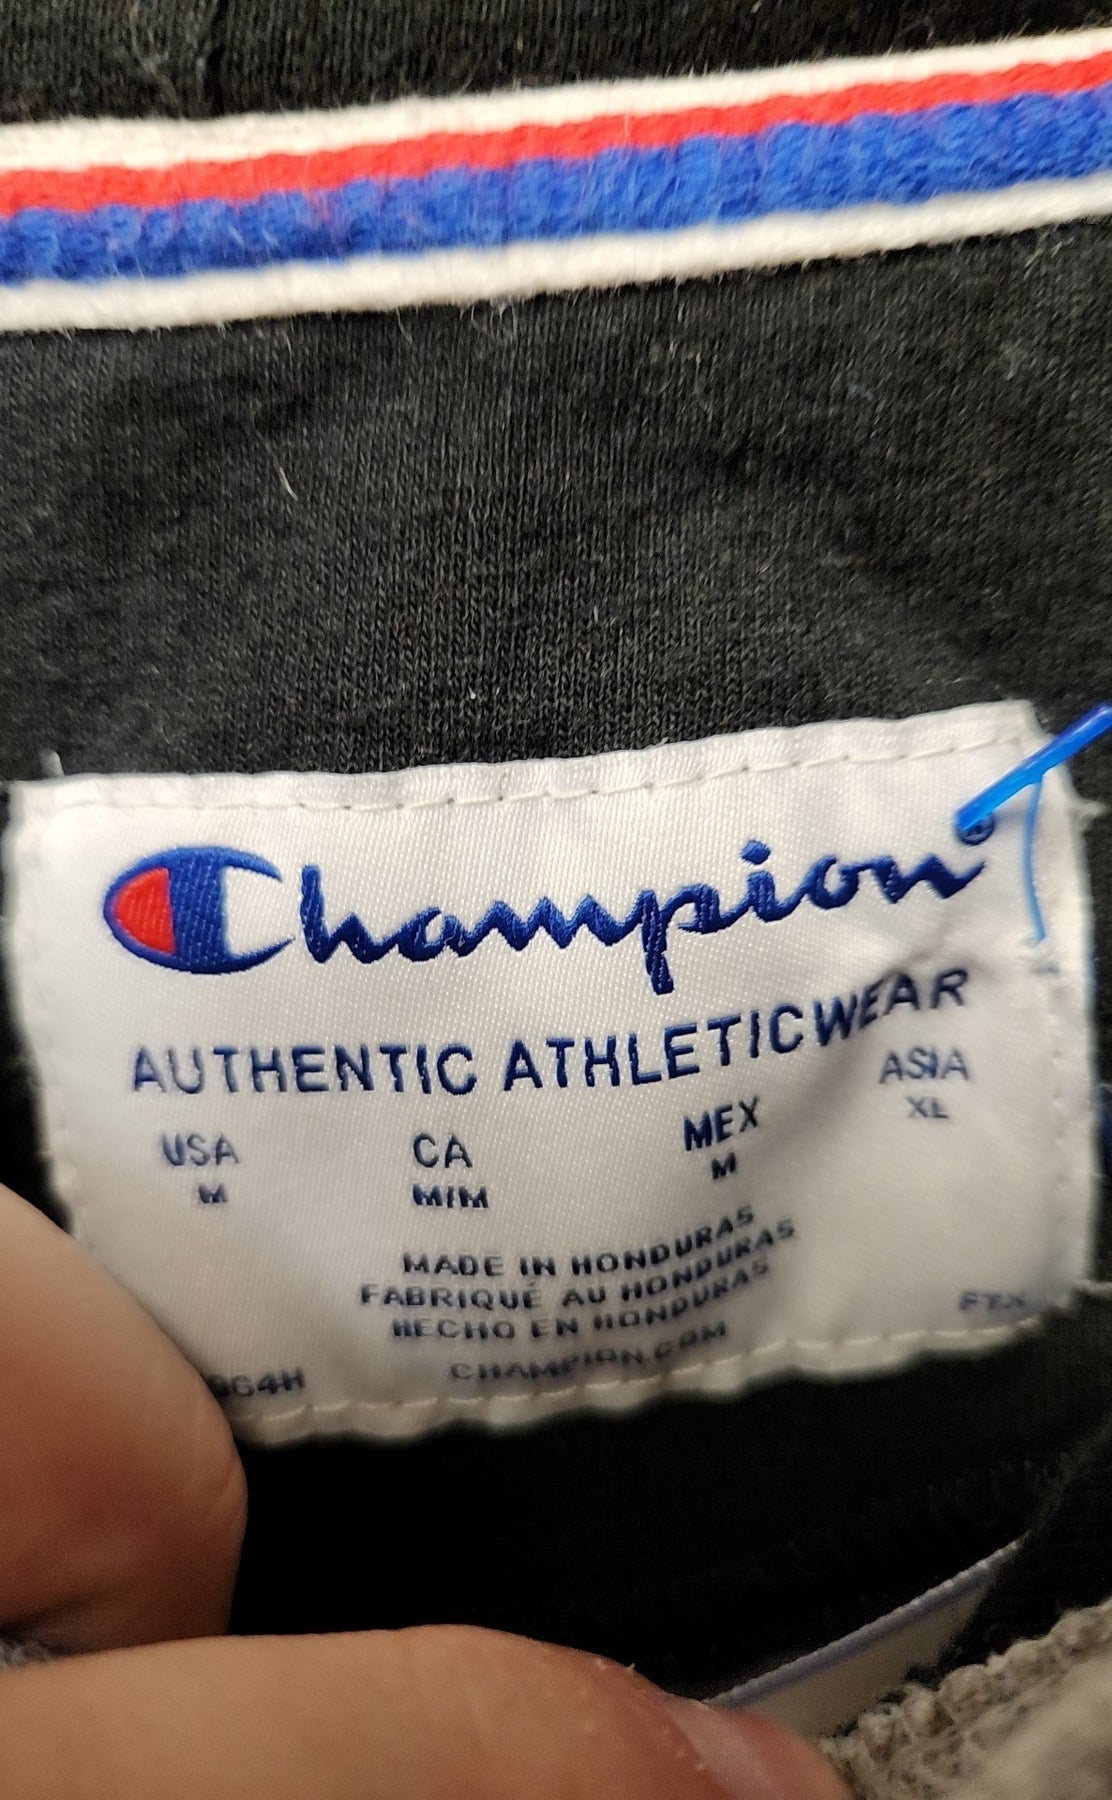 Champion®
AUTHENTIC ATHLETICWEAR
USA CA MEX ASIA
M M/M M XL
MADE IN HONDURAS
FABRIQUÉ AU HONDURAS
HECHO EN HONDURAS
CHAMPION.COM